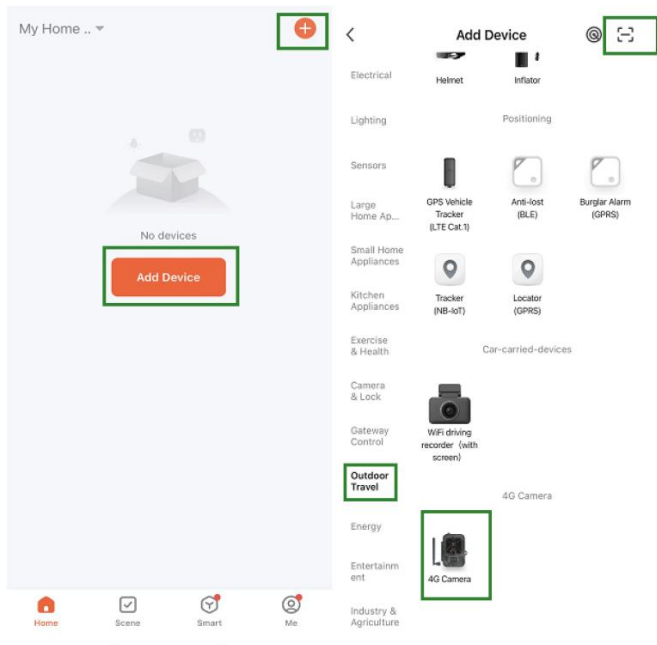 My Home ..
No devices
Add Device
Home
Scene
Smart
Me
Add Device
Electrical
Lighting
Sensors
Large
Home Ap...
Small Home
Appliances
Kitchen
Appliances
Exercise
& Health
Camera
& Lock
Gateway
Control
Outdoor
Travel
Energy
Entertainm
ent
Industry &
Agriculture
Helmet
Inflator
Positioning
GPS Vehicle
Tracker
(LTE Cat.1)
Anti-lost
(BLE)
Burglar Alarm
(GPRS)
Tracker
(NB-IoT)
Locator
(GPRS)
Car-carried-devices
WiFi driving
recorder (with
screen)
4G Camera
4G Camera